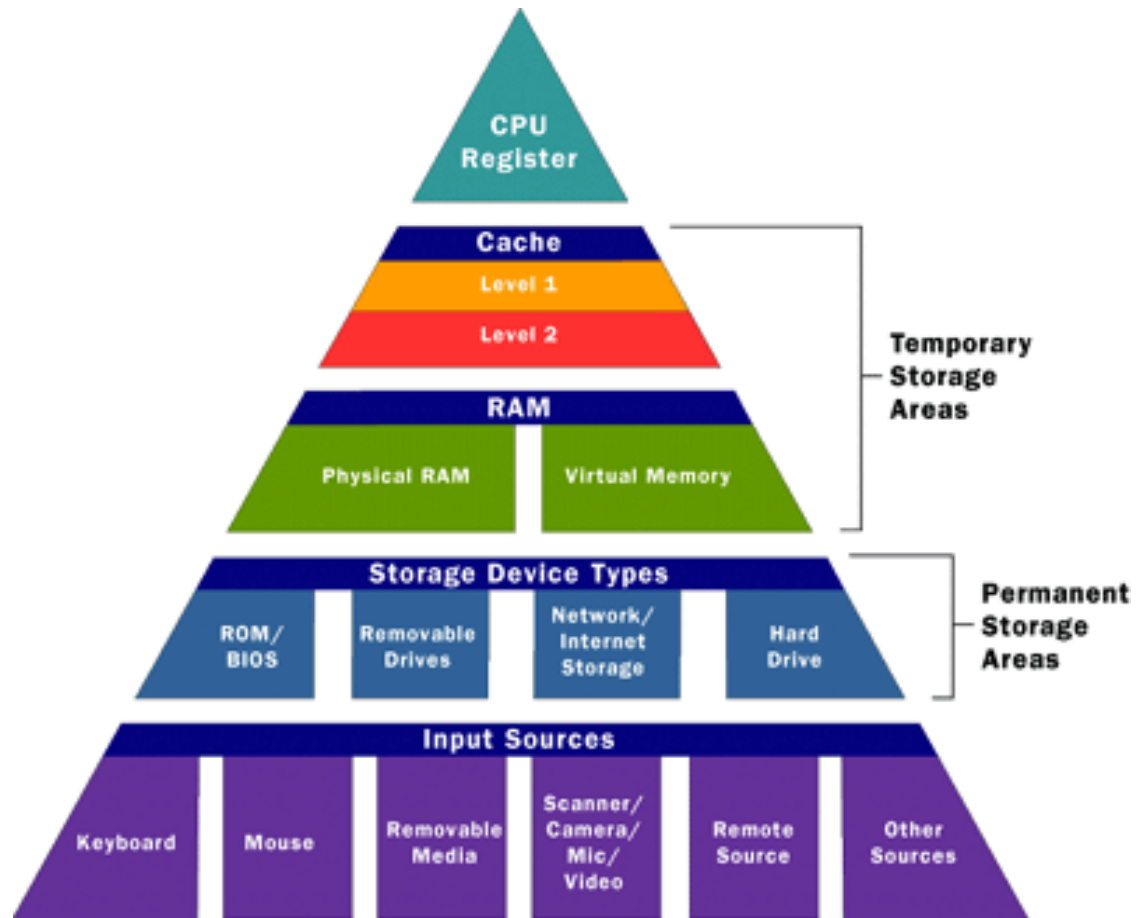 CPU
Register
Cache
Level 1
Level 2
Temporary
Storage
Areas
RAM
Physical RAM
Virtual Memory
Storage Device Types
ROM/
BIOS
Removable
Drives
Network/
Internet
Storage
Hard
Drive
Permanent
Storage
Areas
Input Sources
Keyboard
Mouse
Removable
Media
Scanner/
Camera/
Mic/
Video
Remote
Source
Other
Sources